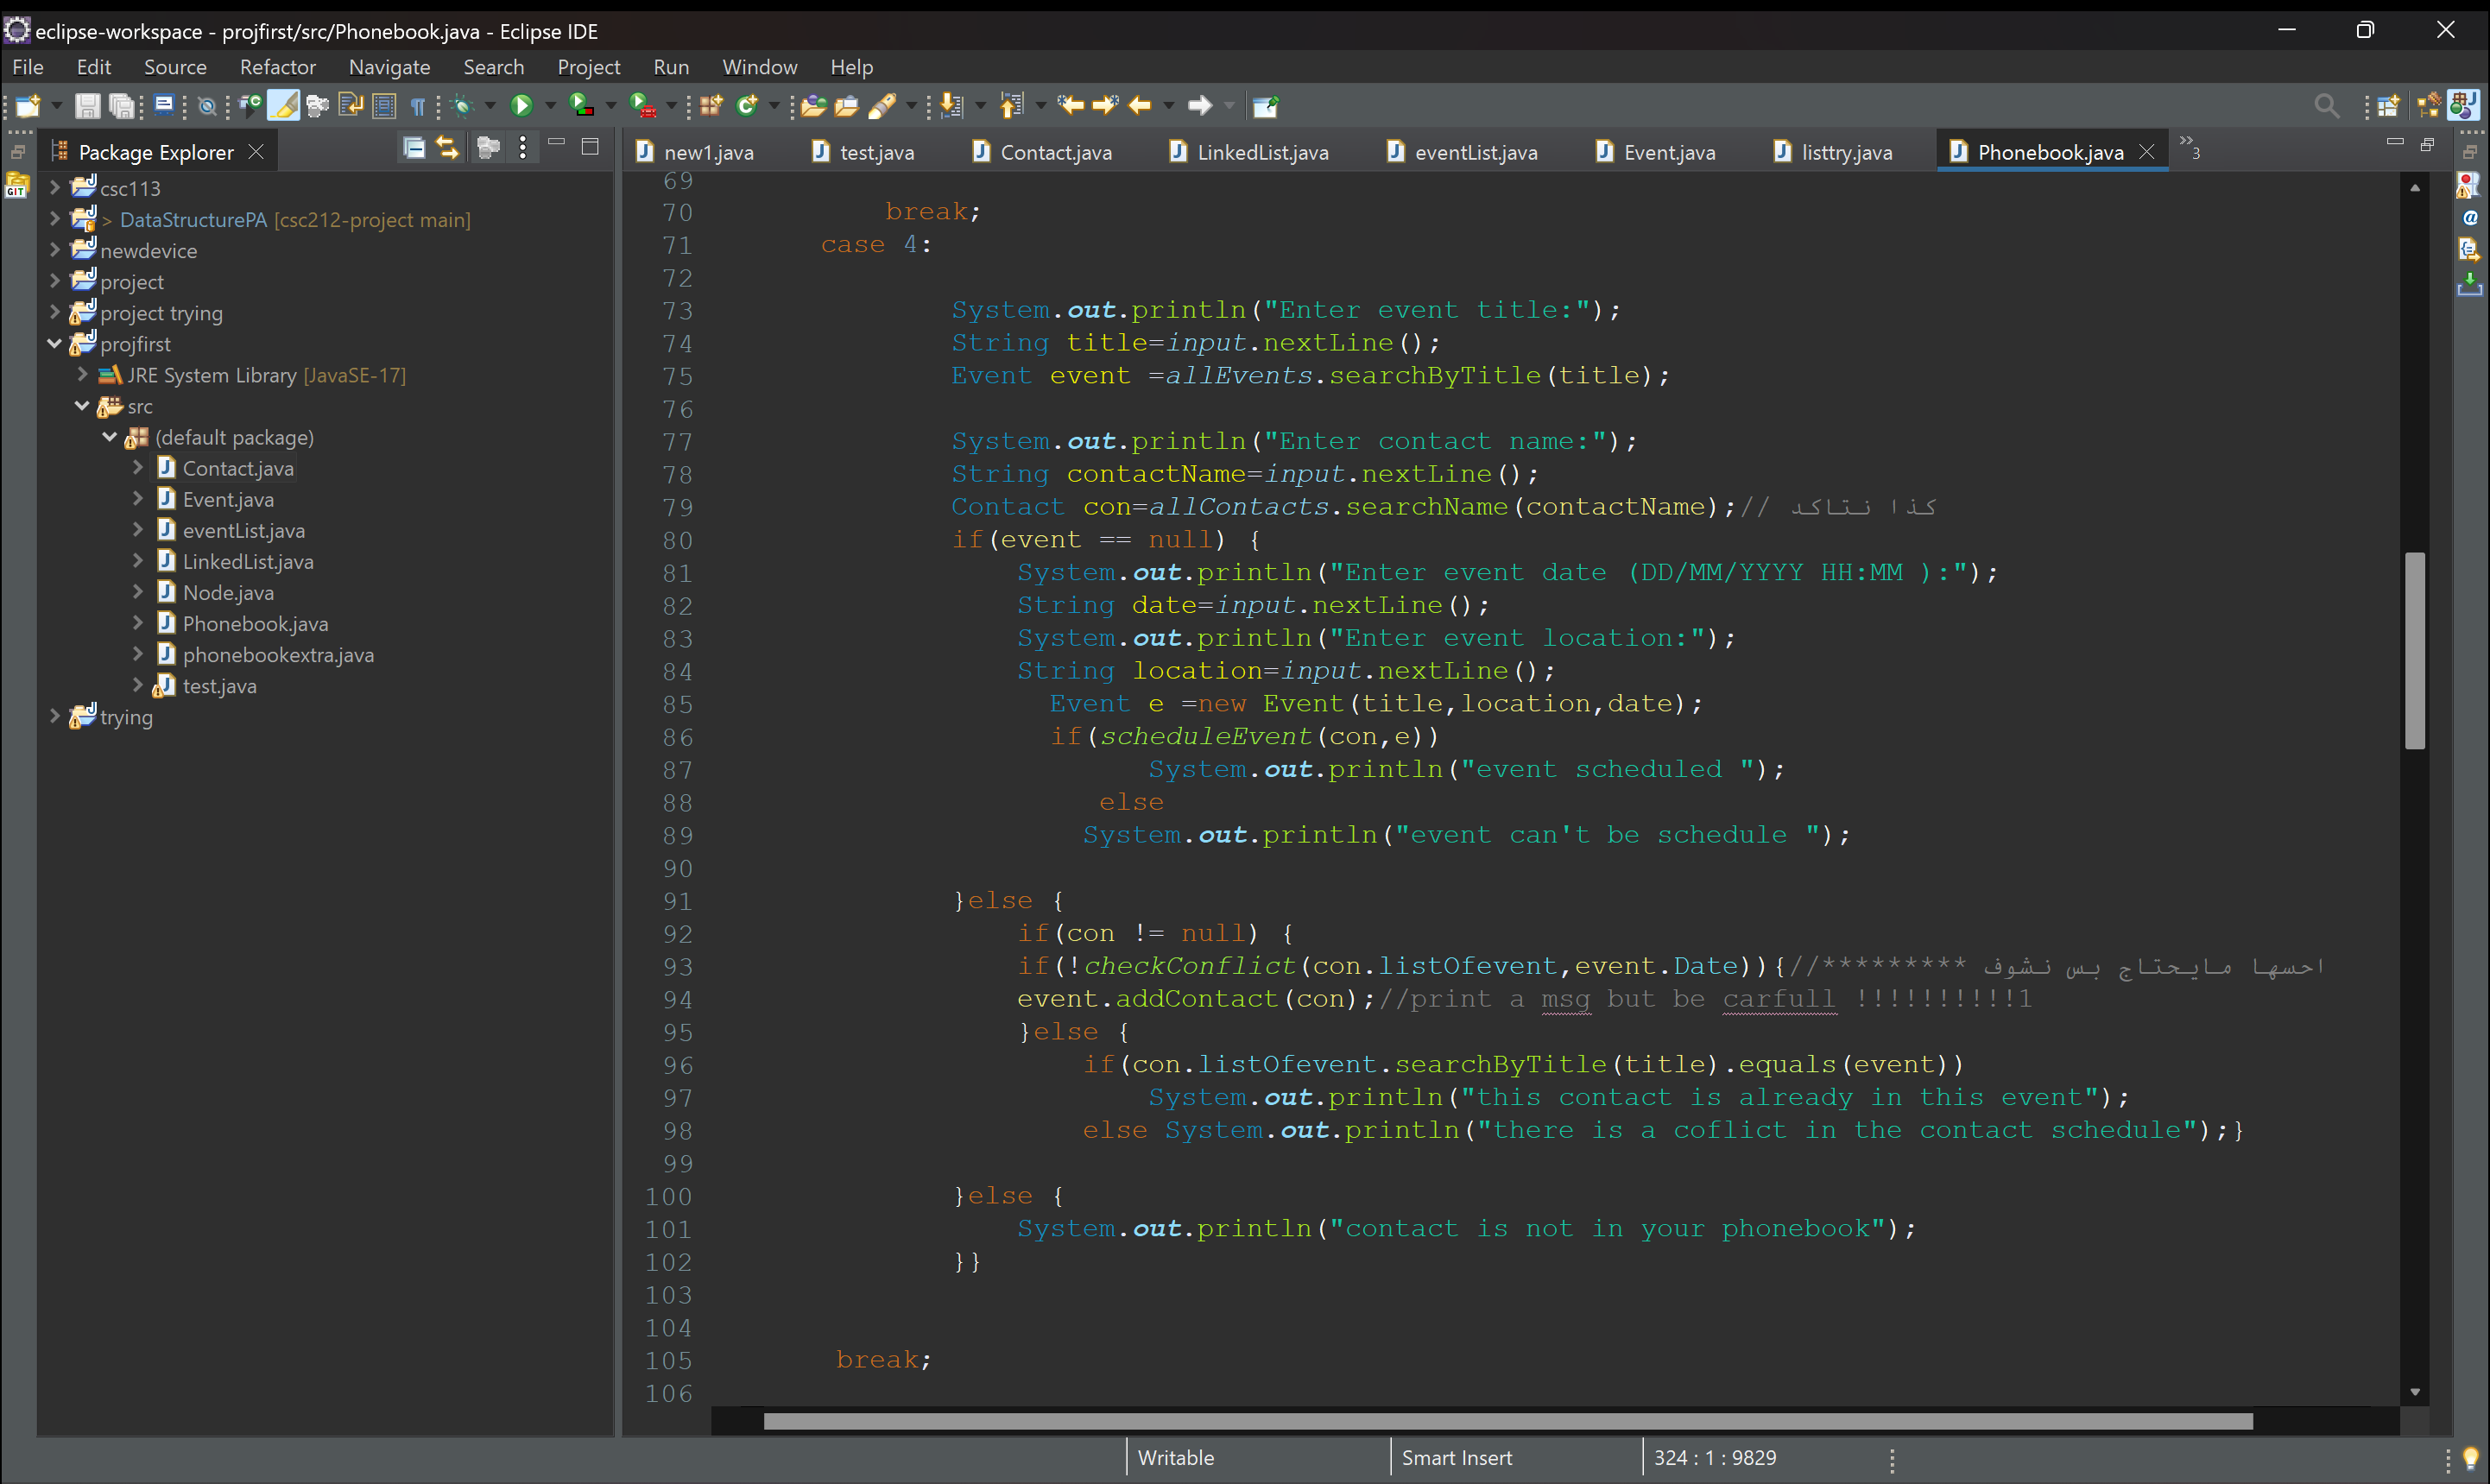 eclipse-workspace - projfirst/src/Phonebook.java - Eclipse IDE
File Edit Source Refactor Navigate Search Project Run Window Help
Package Explorer
new1.java test.java Contact.java LinkedList.java eventList.java Event.java listtry.java Phonebook.java 3
GIT
csc113
> DataStructurePA [csc212-project main]
newdevice
project
project trying
projfirst
JRE System Library [JavaSE-17]
src
(default package)
Contact.java
Event.java
eventList.java
LinkedList.java
Node.java
Phonebook.java
phonebookextra.java
test.java
trying
69
70 break;
71 case 4:
72
73 System.out.println("Enter event title:");
74 String title=input.nextLine();
75 Event event =allEvents.searchByTitle(title);
76
77 System.out.println("Enter contact name:");
78 String contactName=input.nextLine();
79 Contact con=allContacts.searchName(contactName);// كذا نتاكد
80 if(event == null) {
81 System.out.println("Enter event date (DD/MM/YYYY HH:MM ):");
82 String date=input.nextLine();
83 System.out.println("Enter event location:");
84 String location=input.nextLine();
85 Event e =new Event(title,location,date);
86 if(scheduleEvent(con,e))
87 System.out.println("event scheduled ");
88 else
89 System.out.println("event can't be schedule ");
90
91 }else {
92 if(con != null) {
93 if(!checkConflict(con.listOfevent,event.Date)){//********* احسها مايحتاج بس نشوف
94 event.addContact(con);//print a msg but be carfull !!!!!!!!!!1
95 }else {
96 if(con.listOfevent.searchByTitle(title).equals(event))
97 System.out.println("this contact is already in this event");
98 else System.out.println("there is a coflict in the contact schedule");}
99
100 }else {
101 System.out.println("contact is not in your phonebook");
102 }}
103
104
105 break;
106
Writable Smart Insert 324 : 1 : 9829